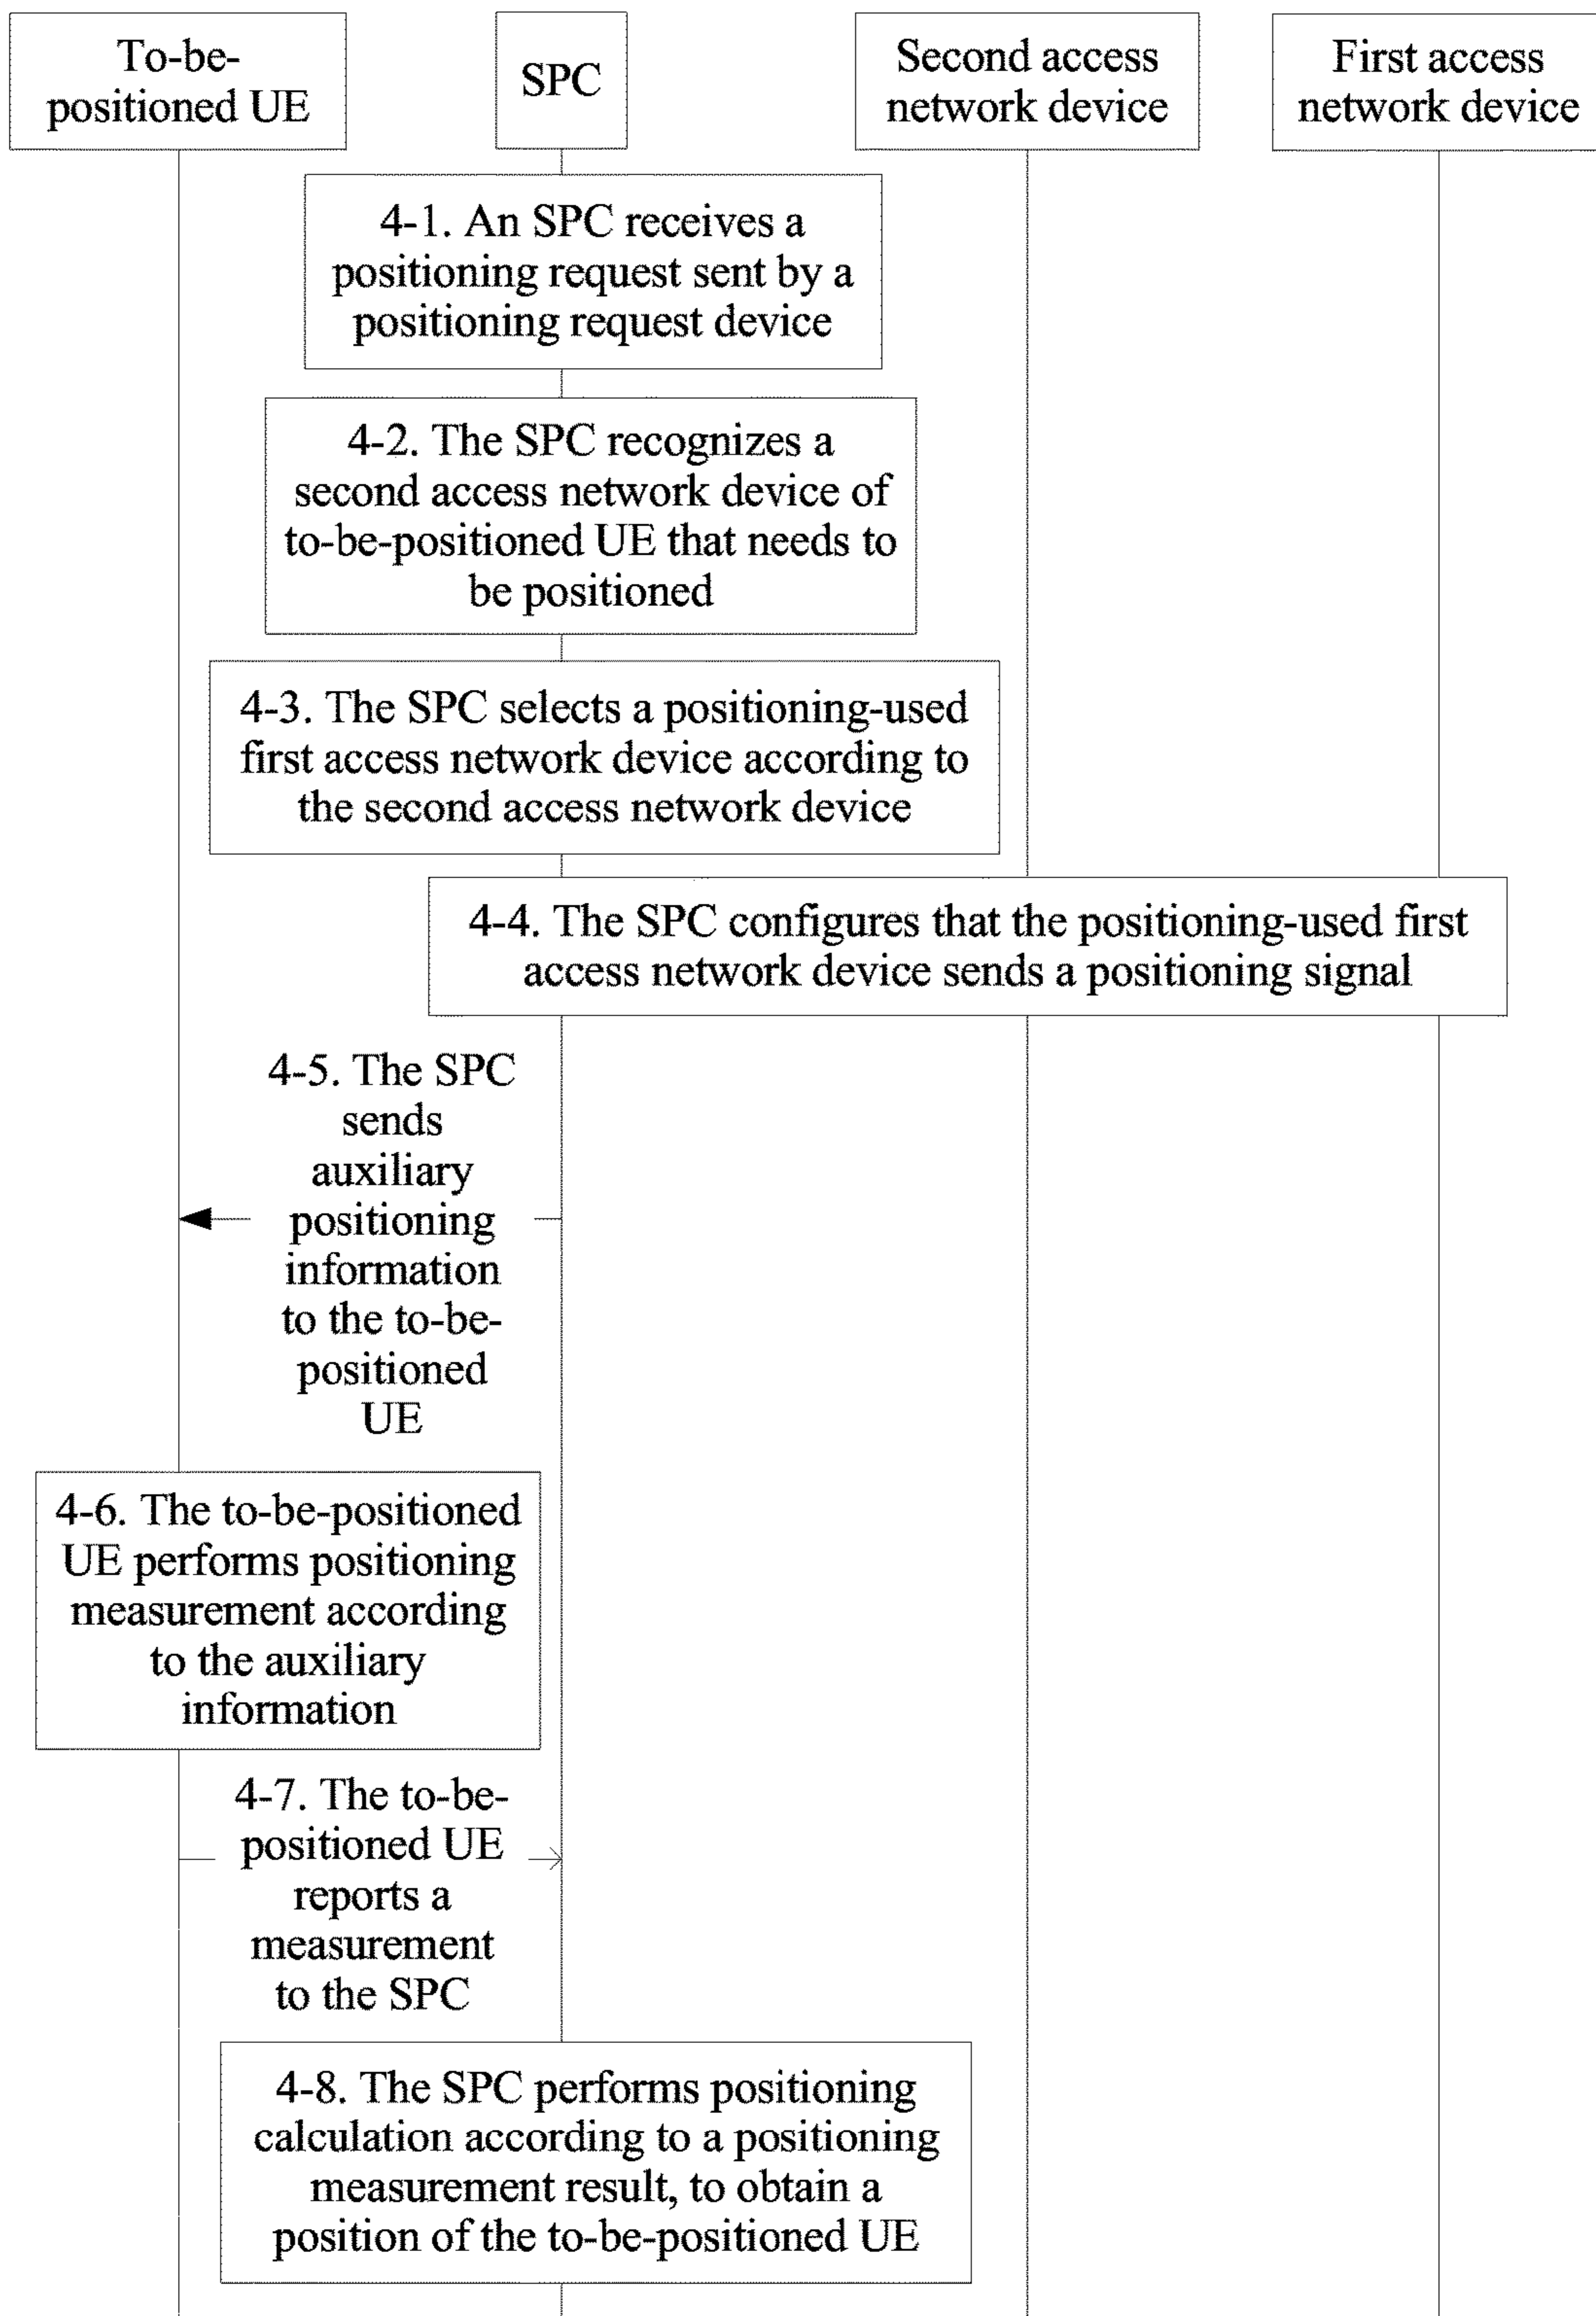 To-be-
positioned UE
SPC
Second access
network device
First access
network device
4-1. An SPC receives a
positioning request sent by a
positioning request device
4-2. The SPC recognizes a
second access network device of
to-be-positioned UE that needs to
be positioned
4-3. The SPC selects a positioning-used
first access network device according to
the second access network device
4-4. The SPC configures that the positioning-used first
access network device sends a positioning signal
4-5. The SPC
sends
auxiliary
positioning
information
to the to-be-
positioned
UE
4-6. The to-be-positioned
UE performs positioning
measurement according
to the auxiliary
information
4-7. The to-be-
positioned UE
reports a
measurement
to the SPC
4-8. The SPC performs positioning
calculation according to a positioning
measurement result, to obtain a
position of the to-be-positioned UE